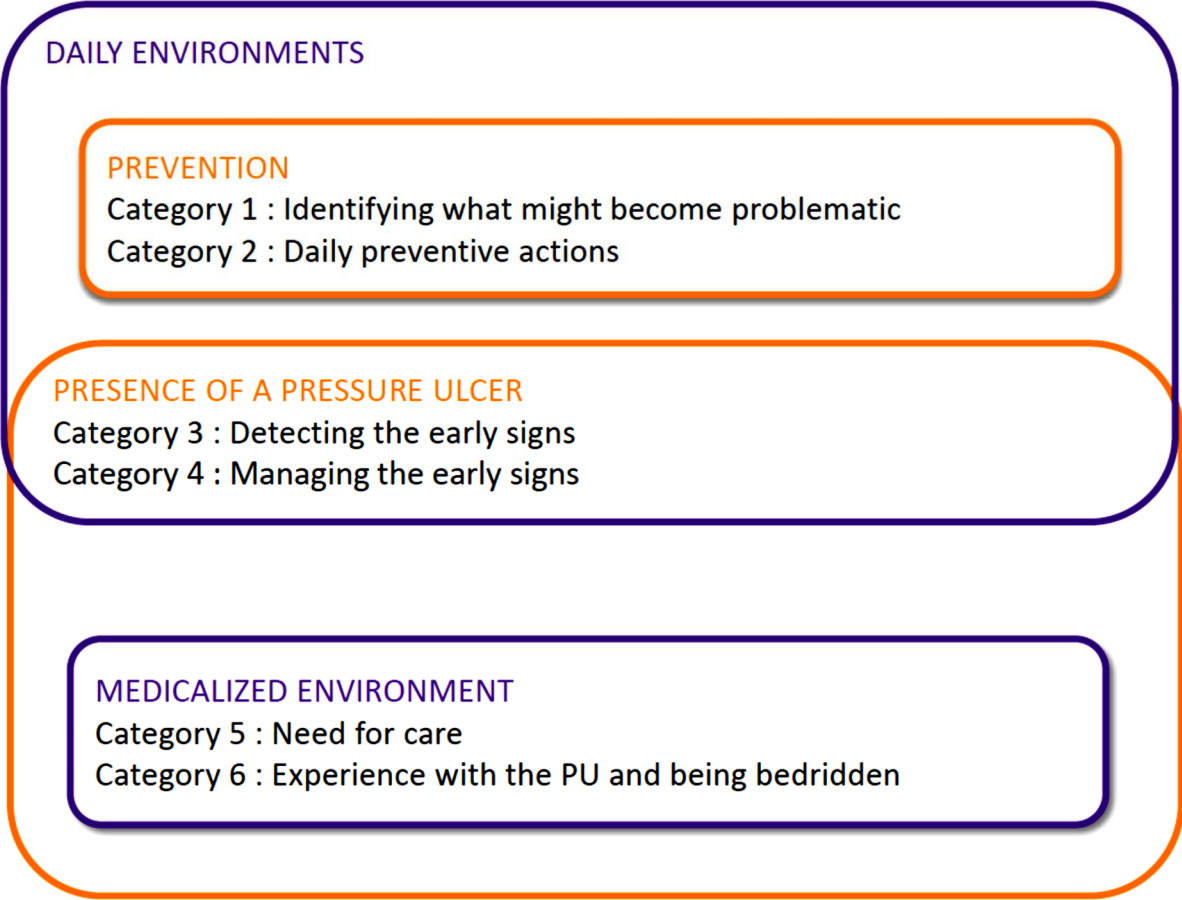 DAILY ENVIRONMENTS
PREVENTION
Category 1 : Identifying what might become problematic
Category 2 : Daily preventive actions
PRESENCE OF A PRESSURE ULCER
Category 3 : Detecting the early signs
Category 4 : Managing the early signs
MEDICALIZED ENVIRONMENT
Category 5 : Need for care
Category 6 : Experience with the PU and being bedridden